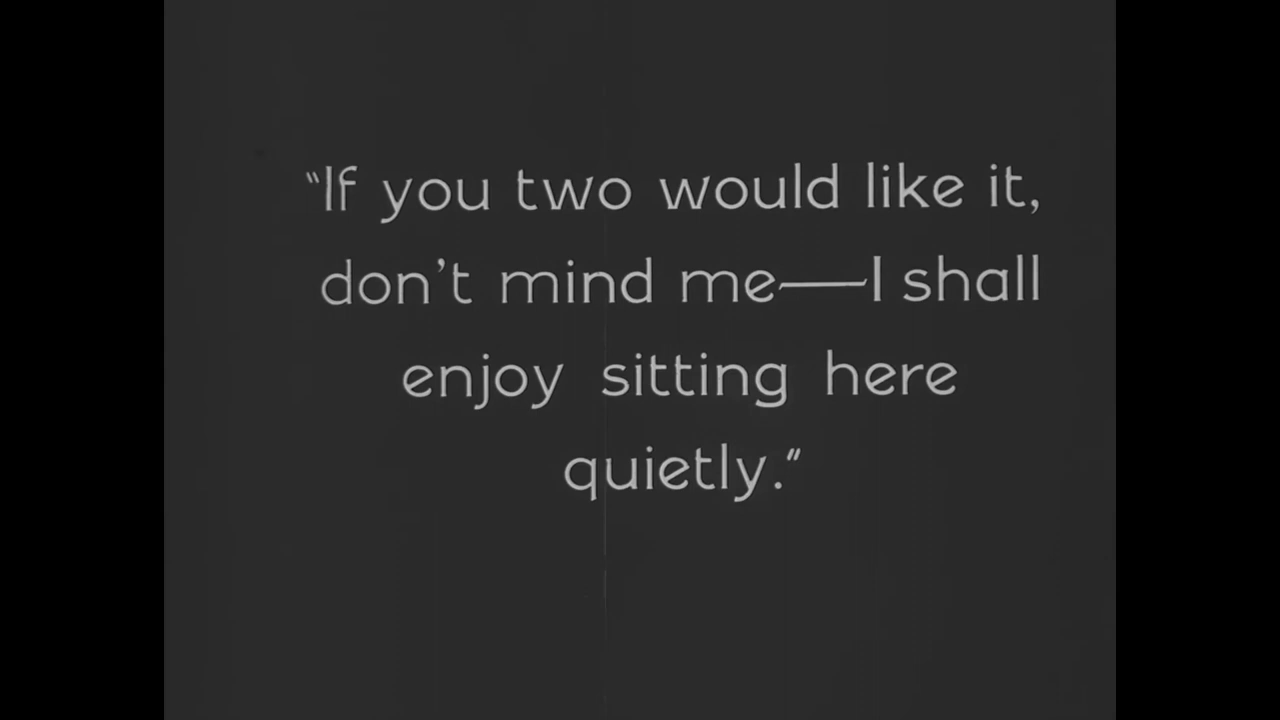 "If you two would like it,
don't mind me—I shall
enjoy sitting here
quietly."